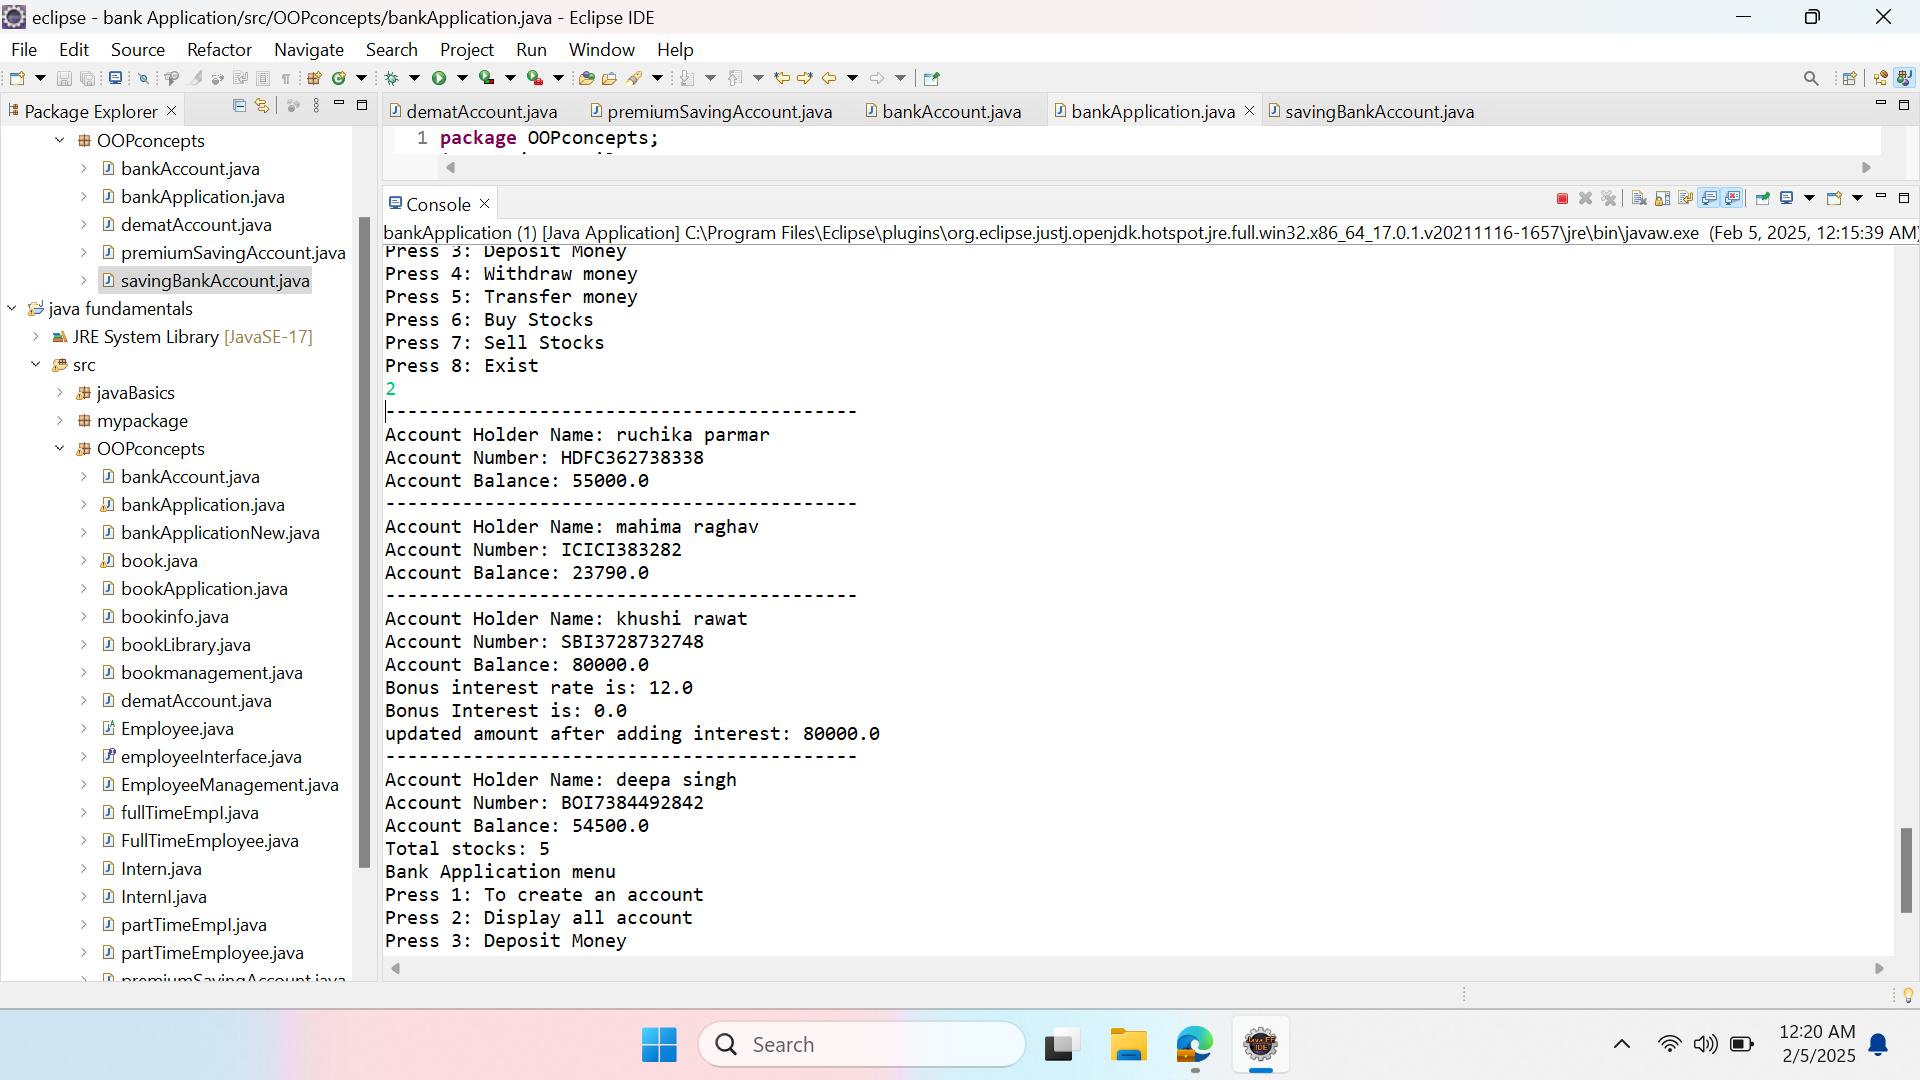 eclipse - bank Application/src/OOPconcepts/bankApplication.java - Eclipse IDE
File Edit Source Refactor Navigate Search Project Run Window Help
Package Explorer
OOPconcepts
bankAccount.java
bankApplication.java
dematAccount.java
premiumSavingAccount.java
savingBankAccount.java
java fundamentals
JRE System Library [JavaSE-17]
src
javaBasics
mypackage
OOPconcepts
bankAccount.java
bankApplication.java
bankApplicationNew.java
book.java
bookApplication.java
bookinfo.java
bookLibrary.java
bookmanagement.java
dematAccount.java
Employee.java
employeeInterface.java
EmployeeManagement.java
fullTimeEmpI.java
FullTimeEmployee.java
Intern.java
InternI.java
partTimeEmpI.java
partTimeEmployee.java
premiumSavingAccount.java
dematAccount.java premiumSavingAccount.java bankAccount.java bankApplication.java savingBankAccount.java
1 package OOPconcepts;
Console
bankApplication (1) [Java Application] C:\Program Files\Eclipse\plugins\org.eclipse.justj.openjdk.hotspot.jre.full.win32.x86_64_17.0.1.v20211116-1657\jre\bin\javaw.exe (Feb 5, 2025, 12:15:39 AM)
Press 3: Deposit Money
Press 4: Withdraw money
Press 5: Transfer money
Press 6: Buy Stocks
Press 7: Sell Stocks
Press 8: Exist
2
-------------------------------------------
Account Holder Name: ruchika parmar
Account Number: HDFC362738338
Account Balance: 55000.0
-------------------------------------------
Account Holder Name: mahima raghav
Account Number: ICICI383282
Account Balance: 23790.0
-------------------------------------------
Account Holder Name: khushi rawat
Account Number: SBI3728732748
Account Balance: 80000.0
Bonus interest rate is: 12.0
Bonus Interest is: 0.0
updated amount after adding interest: 80000.0
-------------------------------------------
Account Holder Name: deepa singh
Account Number: BOI7384492842
Account Balance: 54500.0
Total stocks: 5
Bank Application menu
Press 1: To create an account
Press 2: Display all account
Press 3: Deposit Money
Search
Java EE
IDE
12:20 AM
2/5/2025